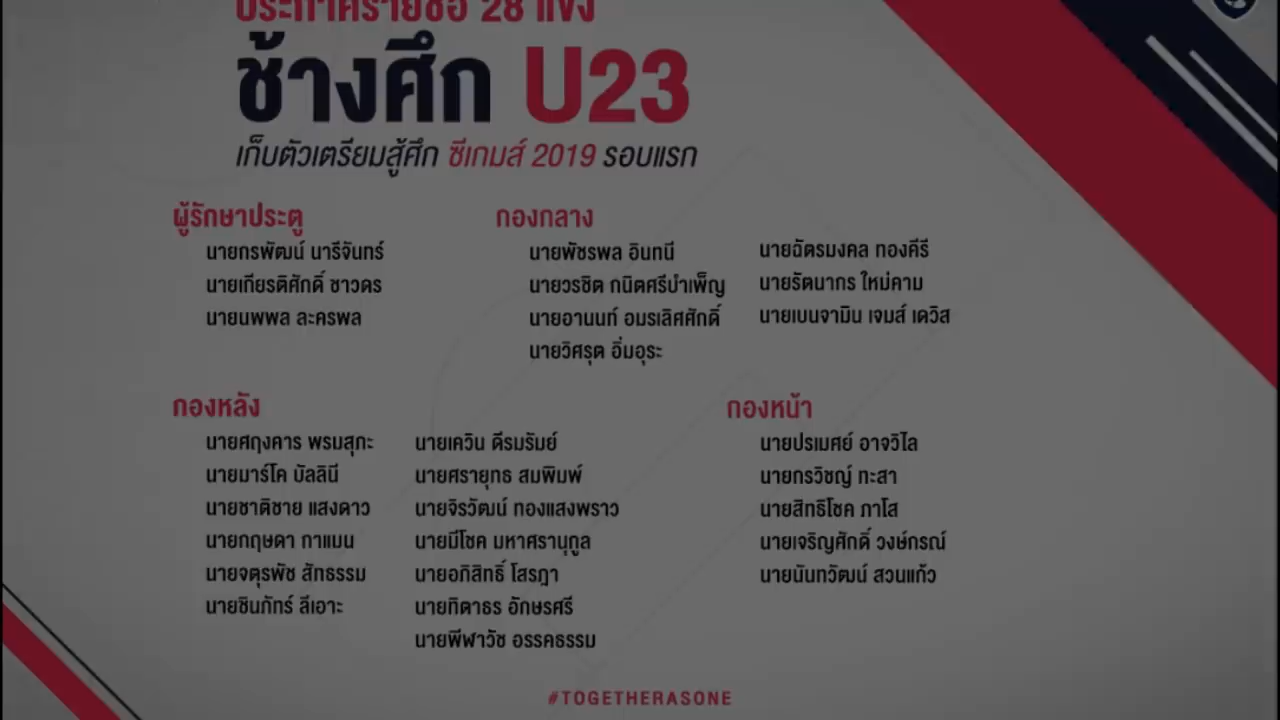 ประกาศรายชื่อ 28 แข้ง
ช้างศึก U23
เก็บตัวเตรียมสู้ศึก ซีเกมส์ 2019 รอบแรก
ผู้รักษาประตู
นายกรพัฒน์ นารีจันทร์
นายเกียรติศักดิ์ ชาวดร
นายนพพล ละครพล
กองกลาง
นายพัชรพล อินทนี
นายวรชิต กนิตศรีบำเพ็ญ
นายอานนท์ อมรเลิศศักดิ์
นายวิศรุต อิ่มอุระ
นายฉัตรมงคล ทองคีรี
นายรัตนากร ใหม่คาม
นายเบนจามิน เจมส์ เดวิส
กองหลัง
นายศฤงคาร พรมสุภะ
นายมาร์โค บัลลินี
นายชาติชาย แสงดาว
นายกฤษดา กาแมน
นายจตุรพัช สัทธรรม
นายชินภัทร์ ลีเอาะ
นายเควิน ดีรมรัมย์
นายศรายุทธ สมพิมพ์
นายจิรวัฒน์ ทองแสงพราว
นายมีโชค มหาศรานุกูล
นายอภิสิทธิ์ โสรฎา
นายทิตาธร อักษรศรี
นายพีฬาวัช อรรคธรรม
กองหน้า
นายปรเมศย์ อาจวิไล
นายกรวิชญ์ ทะสา
นายสิทธิโชค ภาโส
นายเจริญศักดิ์ วงษ์กรณ์
นายนันทวัฒน์ สวนแก้ว
#TOGETHERASONE